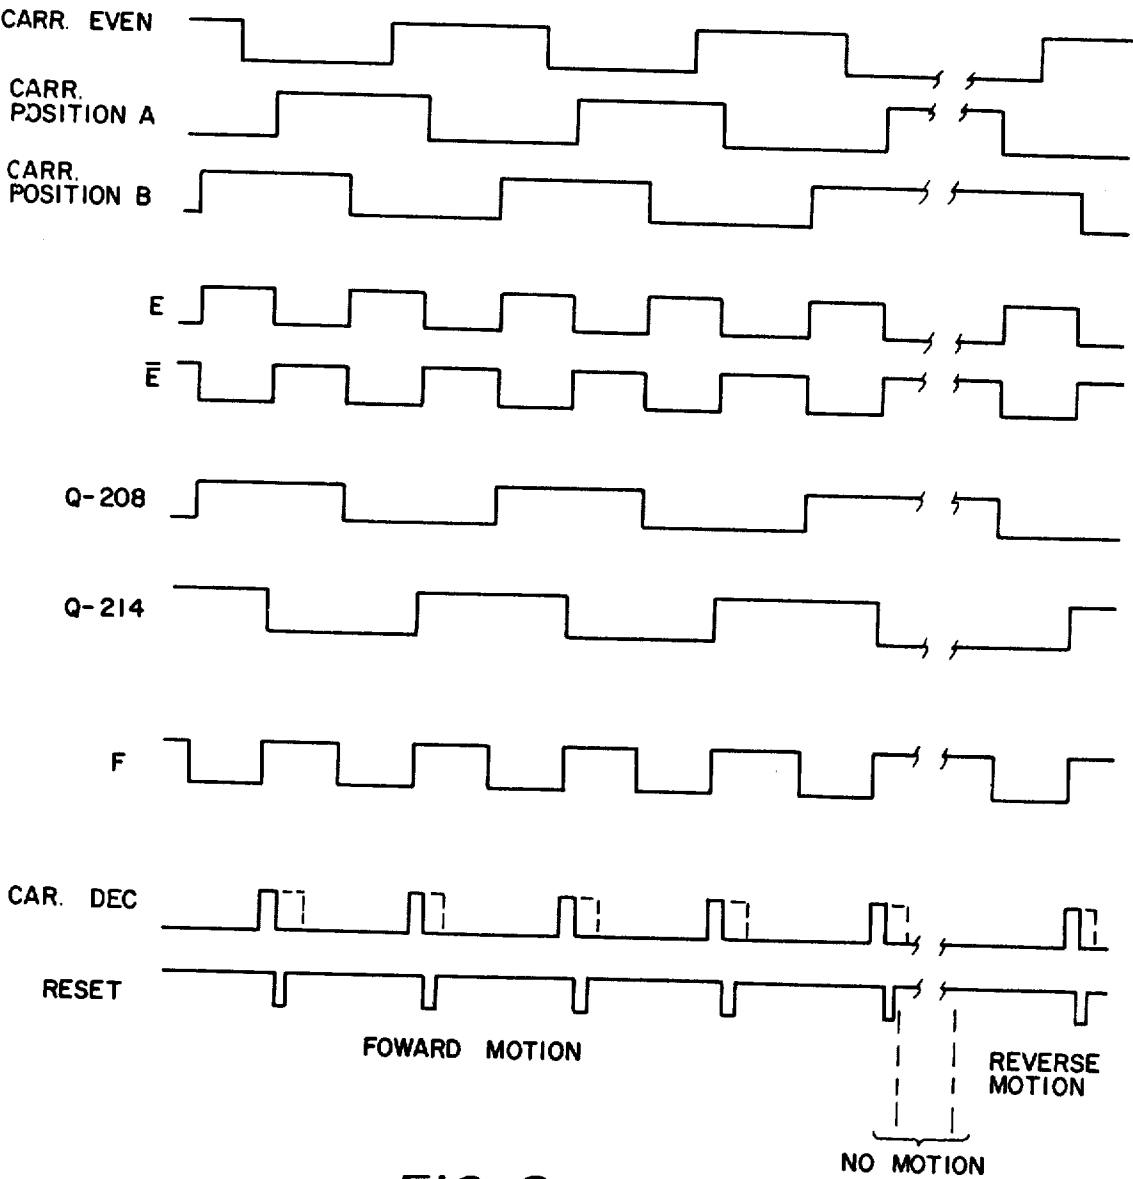 CARR. EVEN
CARR.
POSITION A
CARR.
POSITION B
E
E̅
Q-208
Q-214
F
CAR. DEC
RESET
FOWARD MOTION
REVERSE
MOTION
NO MOTION